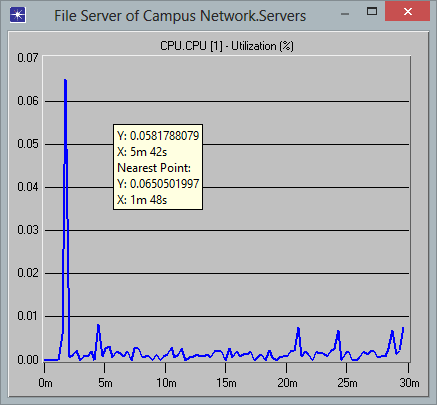 File Server of Campus Network.Servers
CPU.CPU [1] - Utilization (%)
0.07
0.06
0.05
0.04
0.03
0.02
0.01
0.00
Y: 0.0581788079
X: 5m 42s
Nearest Point:
Y: 0.0650501997
X: 1m 48s
0m 5m 10m 15m 20m 25m 30m